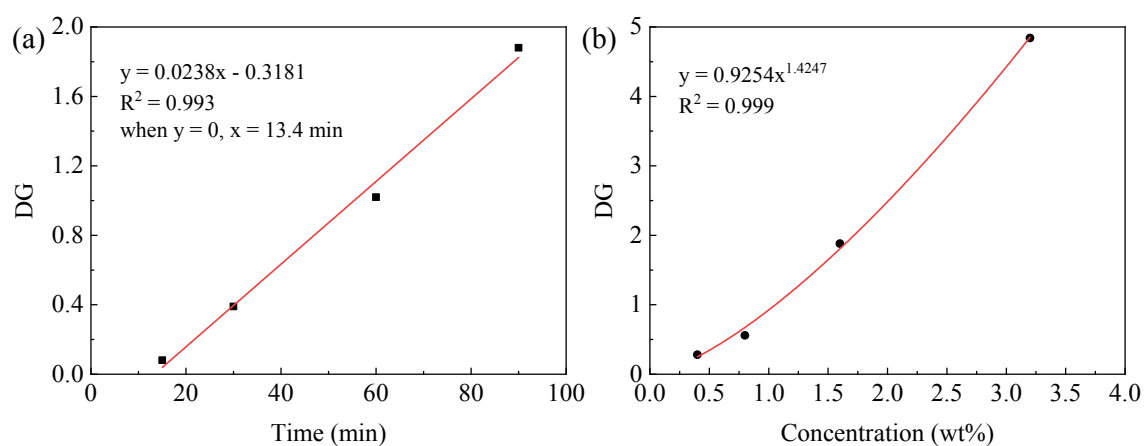 (a)
y = 0.0238x - 0.3181
R² = 0.993
when y = 0, x = 13.4 min
DG
2.0
1.6
1.2
0.8
0.4
0.0
0 20 40 60 80 100
Time (min)
(b)
y = 0.9254x^1.4247
R² = 0.999
DG
5
4
3
2
1
0
0.0 0.5 1.0 1.5 2.0 2.5 3.0 3.5 4.0
Concentration (wt%)